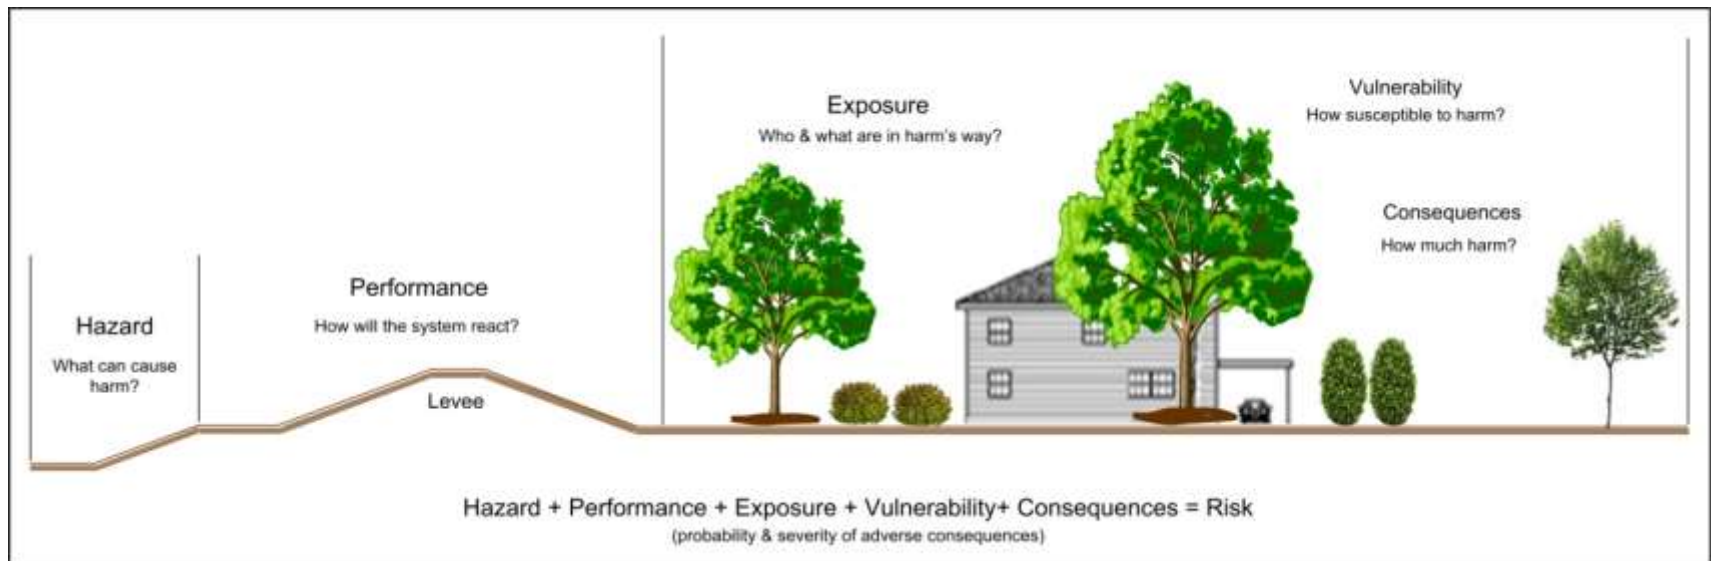 Hazard
What can cause
harm?
Performance
How will the system react?
Levee
Exposure
Who & what are in harm's way?
Vulnerability
How susceptible to harm?
Consequences
How much harm?
Hazard + Performance + Exposure + Vulnerability+ Consequences = Risk
(probability & severity of adverse consequences)